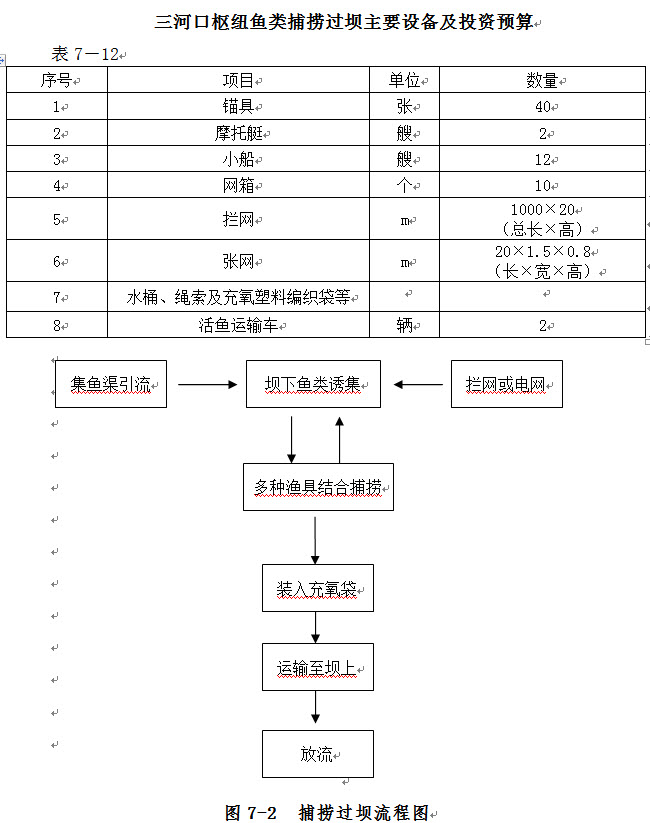 三河口枢纽鱼类捕捞过坝主要设备及投资预算
表7－12
序号 项目 单位 数量
1 锚具 张 40
2 摩托艇 艘 2
3 小船 艘 12
4 网箱 个 10
5 拦网 m 1000×20
（总长×高）
6 张网 m 20×1.5×0.8
（长×宽×高）
7 水桶、绳索及充氧塑料编织袋等
8 活鱼运输车 辆 2
集鱼渠引流 坝下鱼类诱集 拦网或电网
多种渔具结合捕捞
装入充氧袋
运输至坝上
放流
图 7-2 捕捞过坝流程图